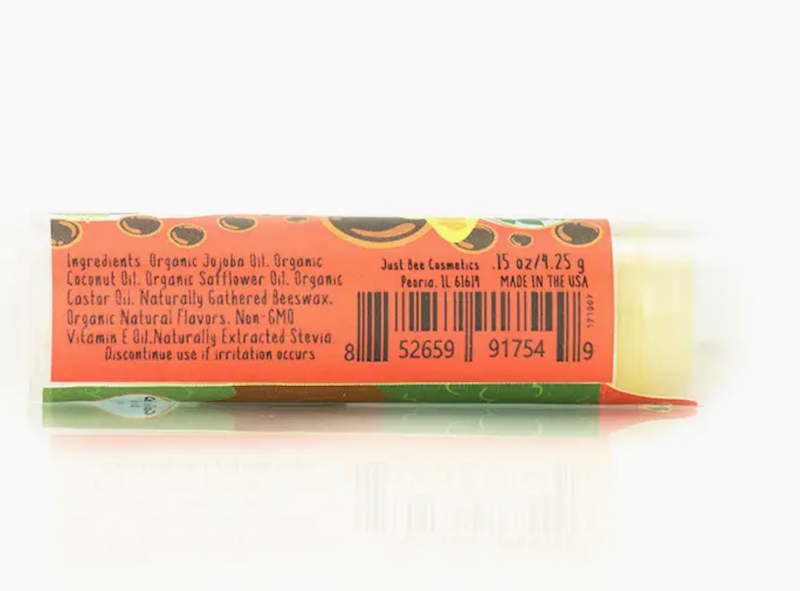 Ingredients: Organic Jojoba Oil. Organic
Coconut Oil. Organic Safflower Oil. Organic
Castor Oil. Naturally Gathered Beeswax.
Organic Natural Flavors. Non-GMO
Vitamin E Oil.Naturally Extracted Stevia
Discontinue use if irritation occurs
Just Bee Cosmetics .15 oz/4.25 g
Peoria, IL 61614 MADE IN THE USA
8 52659 91754 9